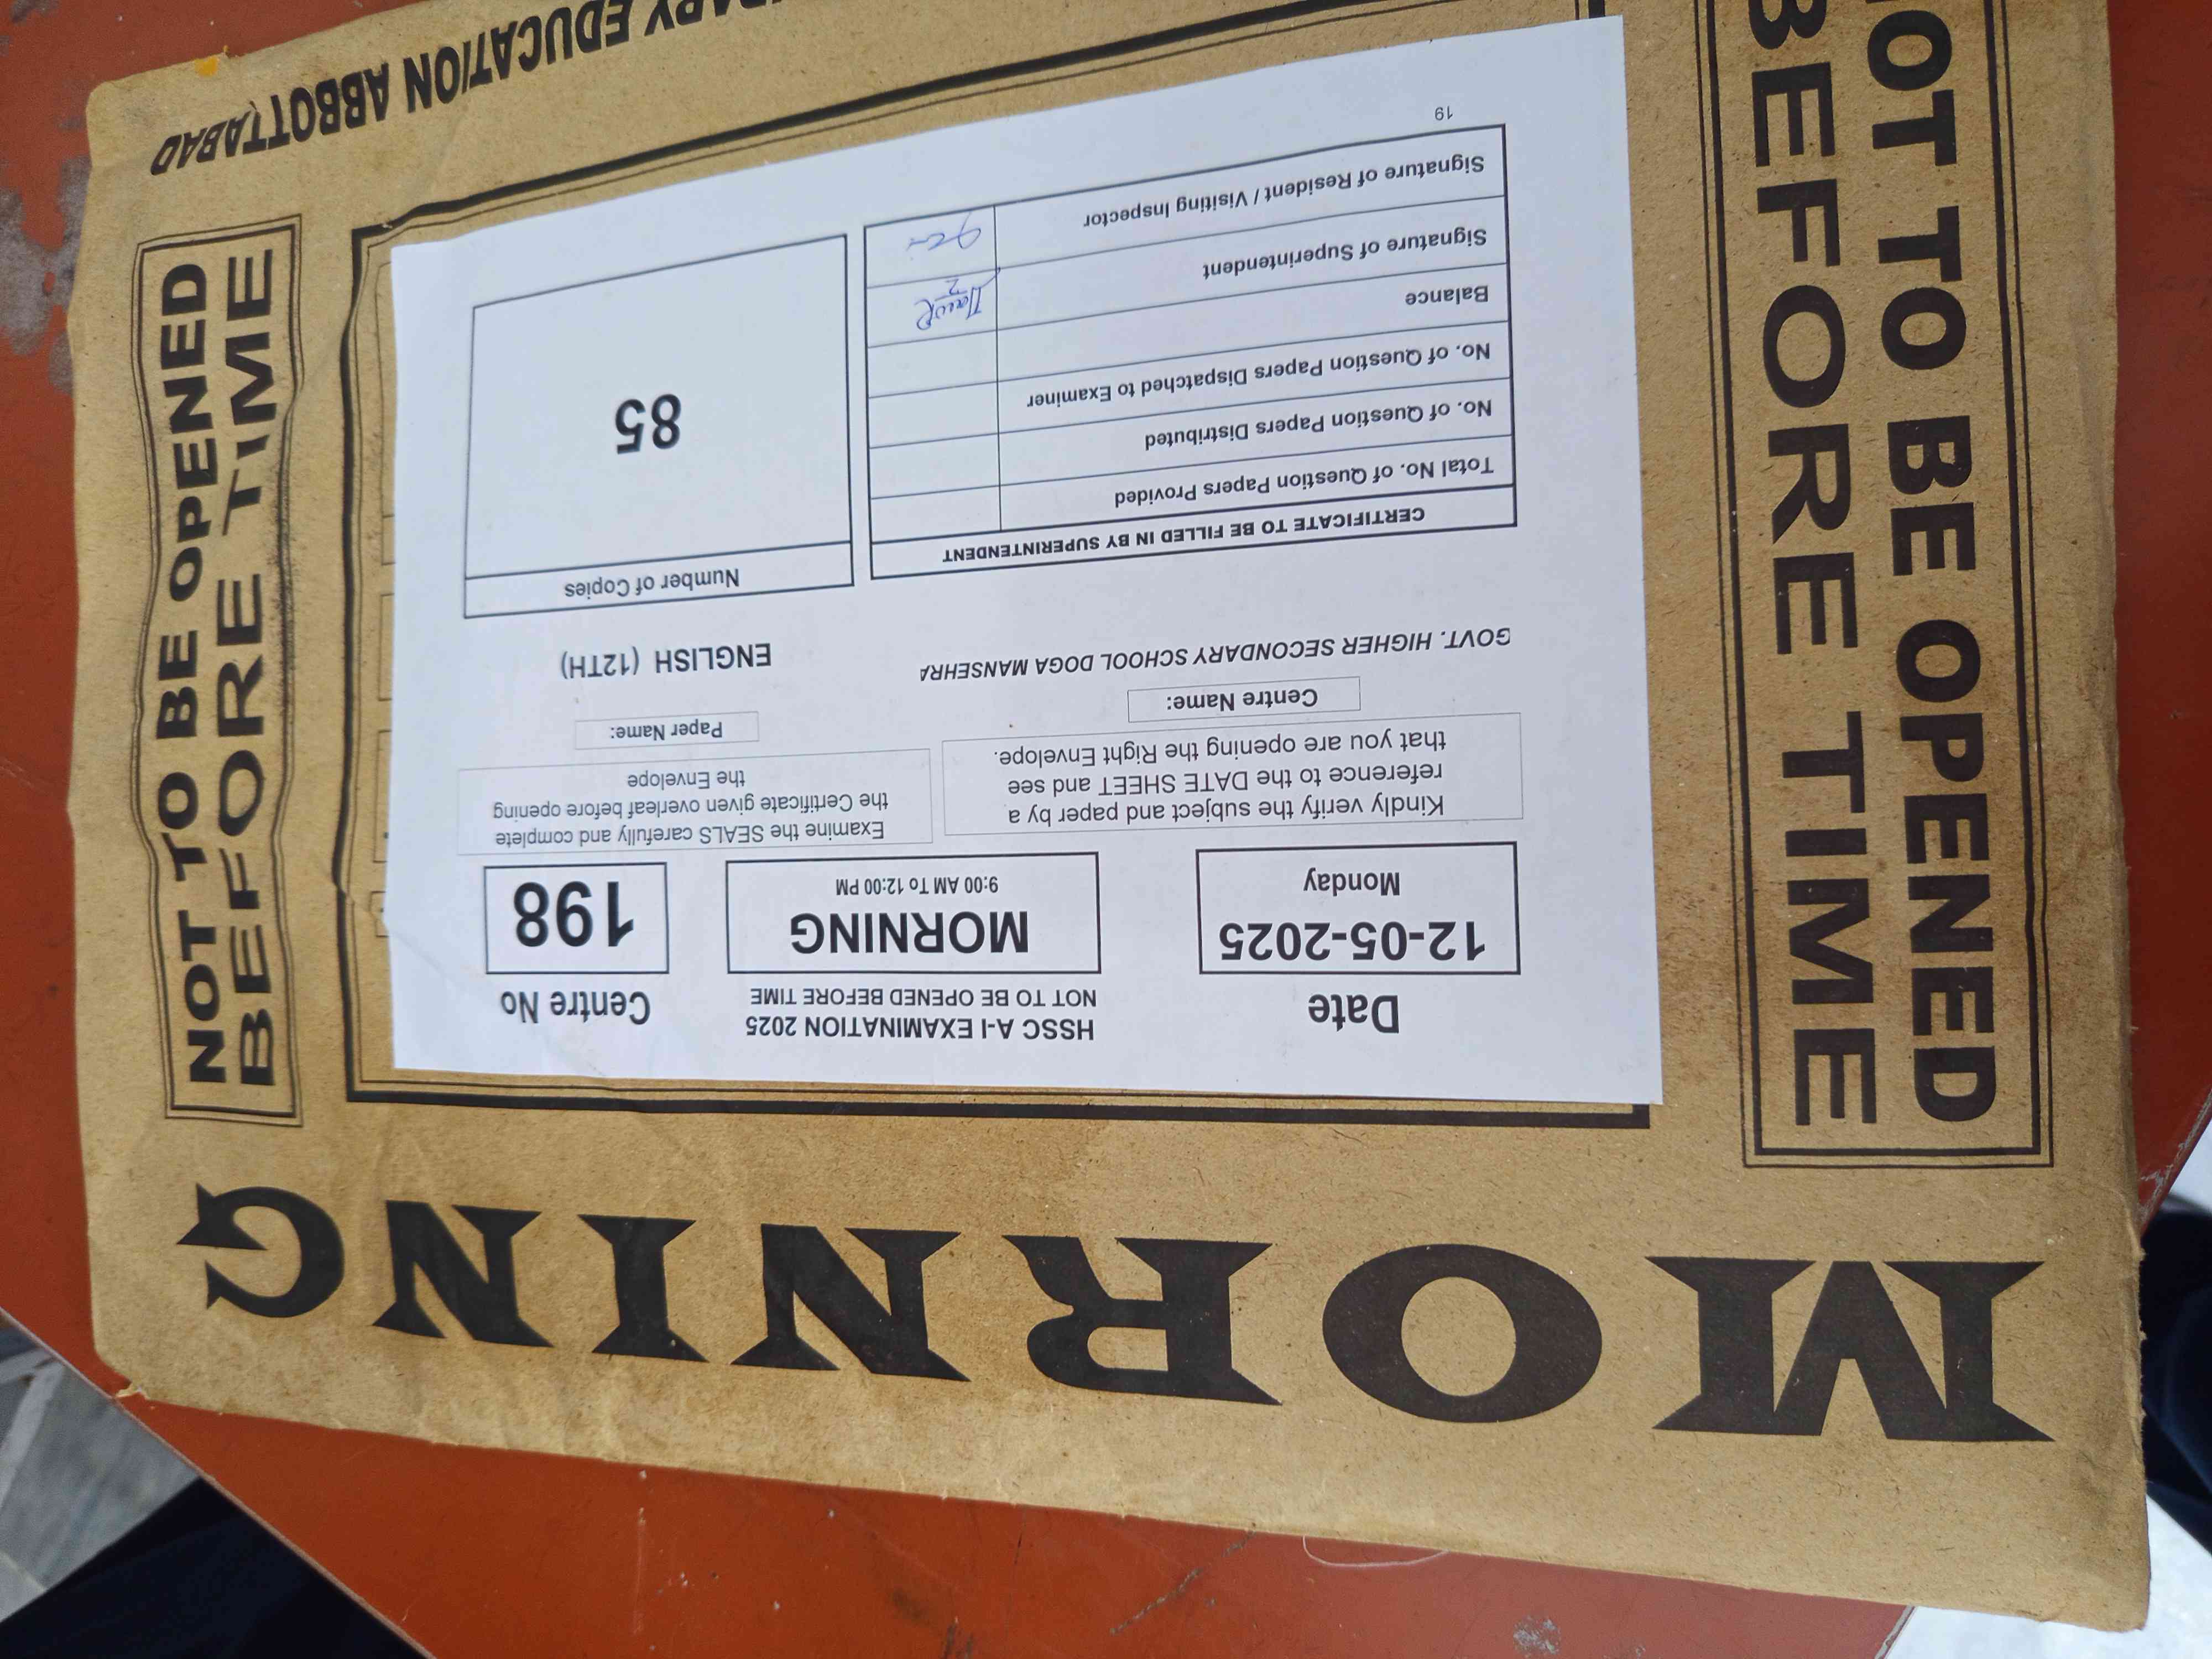 MORNING
NOT TO BE OPENED
BEFORE TIME
NOT TO BE OPENED
BEFORE TIME
Date
12-05-2025
Monday
HSSC A-I EXAMINATION 2025
NOT TO BE OPENED BEFORE TIME
MORNING
9:00 AM To 12:00 PM
Centre No
198
Kindly verify the subject and paper by a
reference to the DATE SHEET and see
that you are opening the Right Envelope.
Examine the SEALS carefully and complete
the Certificate given overleaf before opening
the Envelope
Centre Name:
GOVT. HIGHER SECONDARY SCHOOL DOGA MANSEHRA
Paper Name:
ENGLISH (12TH)
CERTIFICATE TO BE FILLED IN BY SUPERINTENDENT
Total No. of Question Papers Provided
No. of Question Papers Distributed
No. of Question Papers Dispatched to Examiner
Balance
Signature of Superintendent
Signature of Resident / Visiting Inspector
Number of Copies
85
19
EDUCATION ABBOTTABAD